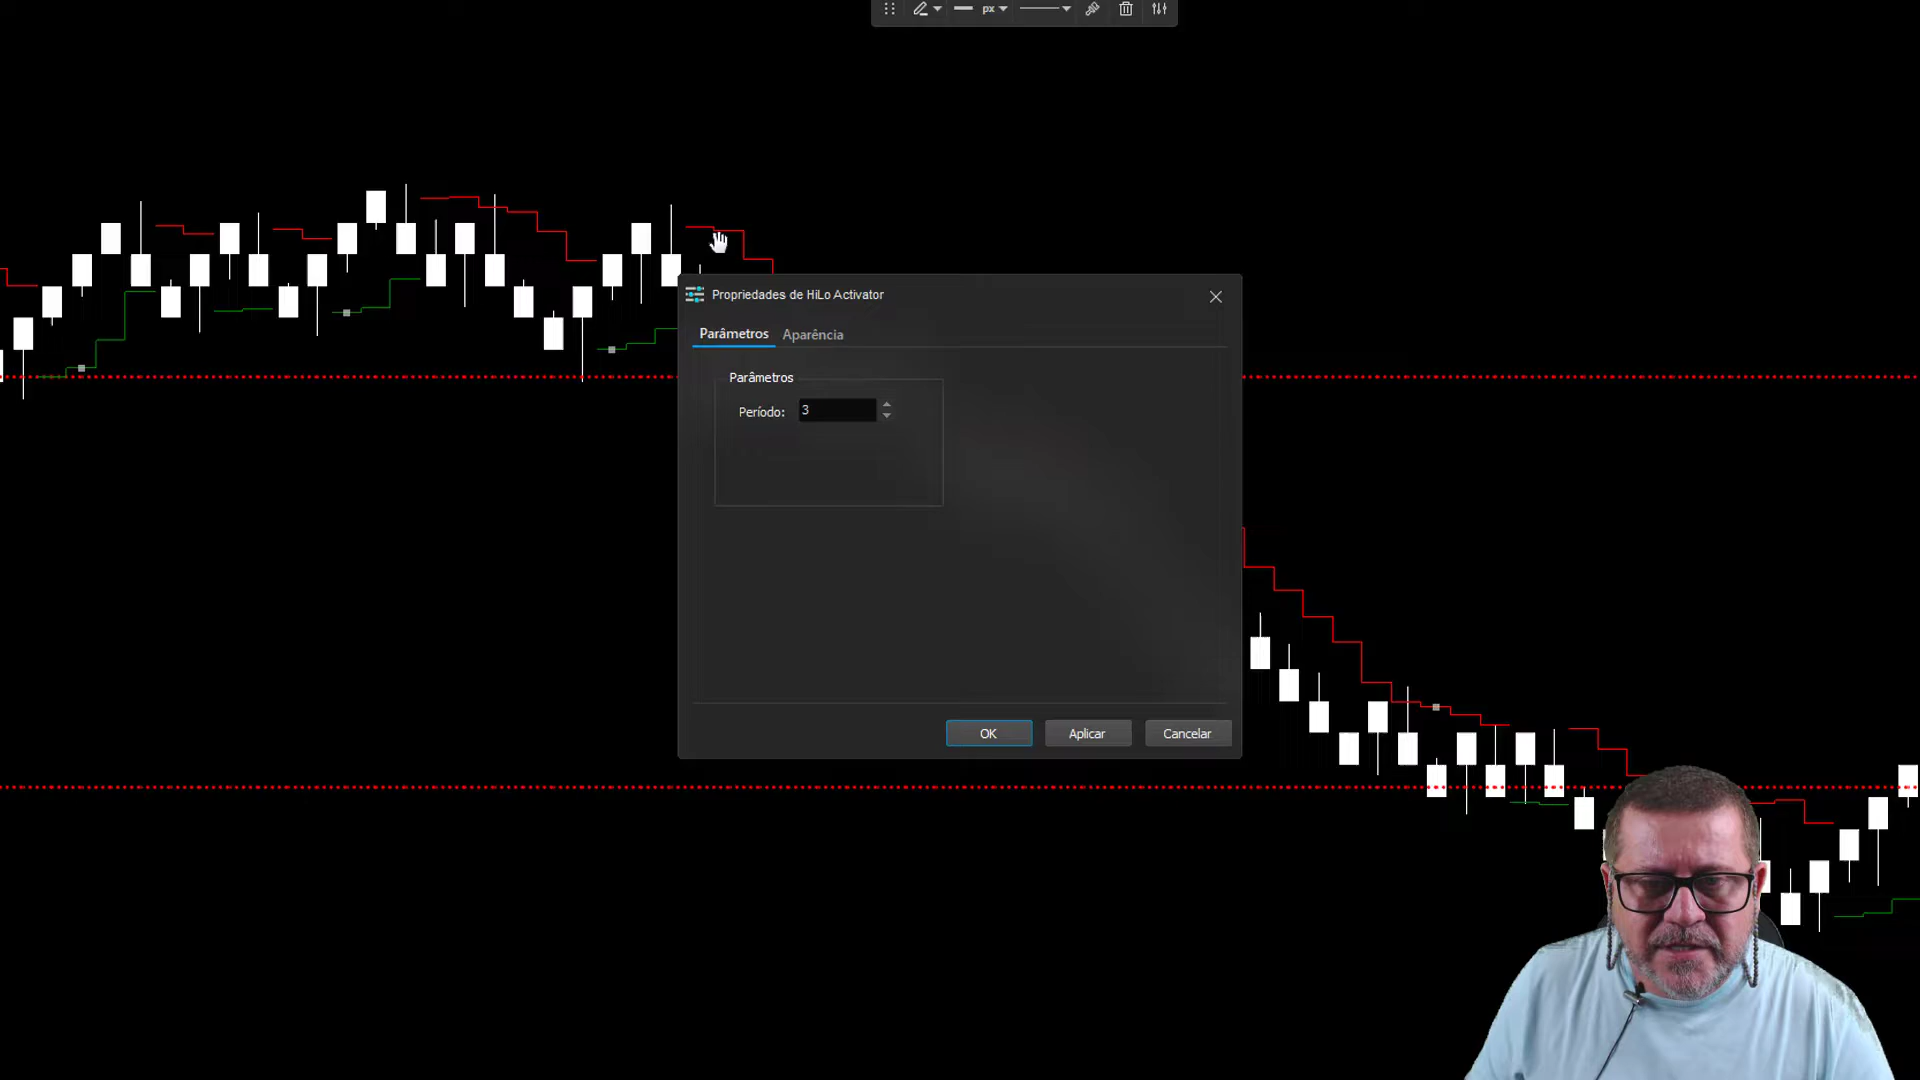 px
Propriedades de HiLo Activator
Parâmetros Aparência
Parâmetros
Período: 3
OK Aplicar Cancelar